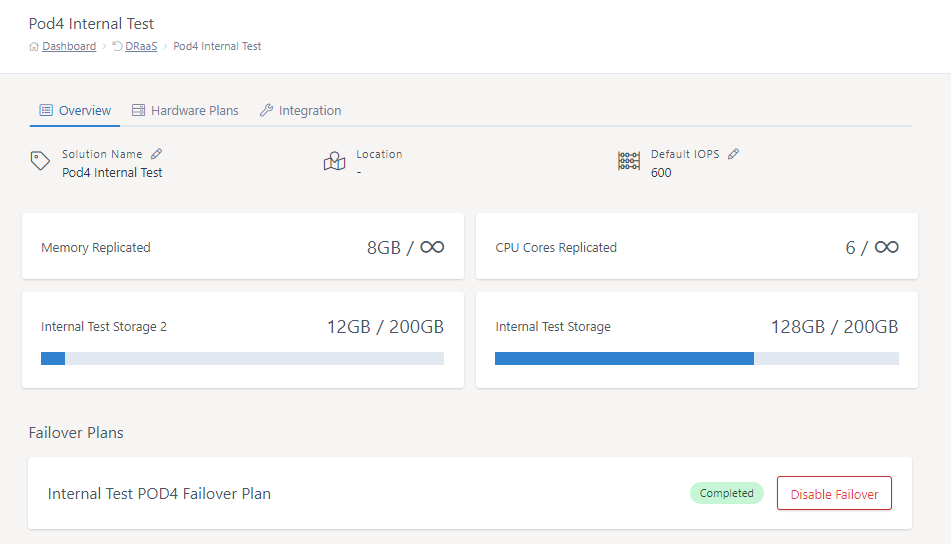 Pod4 Internal Test
Dashboard > DRaaS > Pod4 Internal Test
Overview Hardware Plans Integration
Solution Name Location Default IOPS
Pod4 Internal Test - 600
Memory Replicated 8GB / ∞ CPU Cores Replicated 6 / ∞
Internal Test Storage 2 12GB / 200GB Internal Test Storage 128GB / 200GB
Failover Plans
Internal Test POD4 Failover Plan Completed Disable Failover